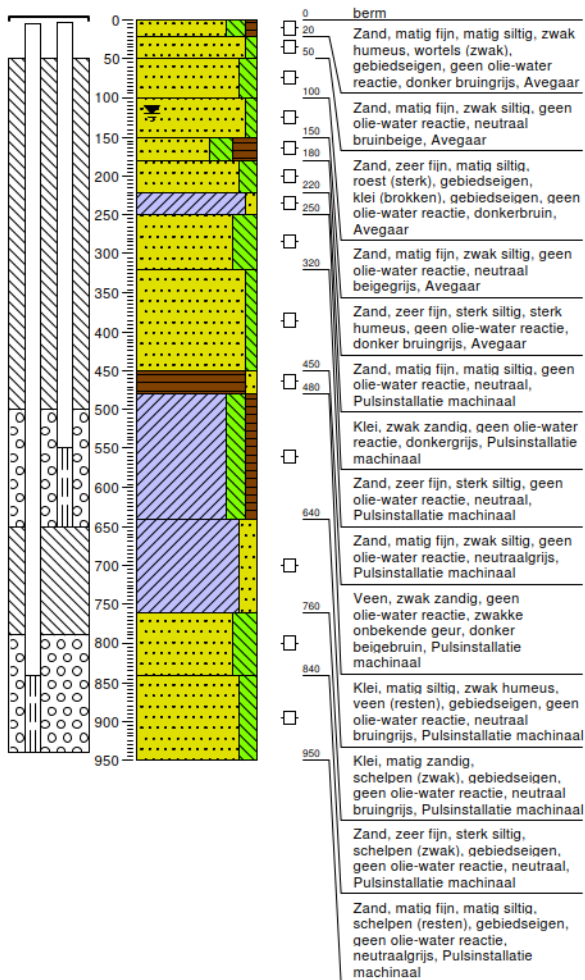 0
50
100
150
200
250
300
350
400
450
500
550
600
650
700
750
800
850
900
950
0
20
50
100
150
180
220
250
320
450
480
640
760
840
950
berm
Zand, matig fijn, matig siltig, zwak
humeus, wortels (zwak),
gebiedseigen, geen olie-water
reactie, donker bruingrijs, Avegaar
Zand, matig fijn, zwak siltig, geen
olie-water reactie, neutraal
bruinbeige, Avegaar
Zand, zeer fijn, matig siltig,
roest (sterk), gebiedseigen,
klei (brokken), gebiedseigen, geen
olie-water reactie, donkerbruin,
Avegaar
Zand, matig fijn, zwak siltig, geen
olie-water reactie, neutraal
beigegrijs, Avegaar
Zand, zeer fijn, sterk siltig, sterk
humeus, geen olie-water reactie,
donker bruingrijs, Avegaar
Zand, matig fijn, matig siltig, geen
olie-water reactie, neutraal,
Pulsinstallatie machinaal
Klei, zwak zandig, geen olie-water
reactie, donkergrijs, Pulsinstallatie
machinaal
Zand, zeer fijn, sterk siltig, geen
olie-water reactie, neutraal,
Pulsinstallatie machinaal
Zand, matig fijn, zwak siltig, geen
olie-water reactie, neutraalgrijs,
Pulsinstallatie machinaal
Veen, zwak zandig, geen
olie-water reactie, zwakke
onbekende geur, donker
beigebruin, Pulsinstallatie
machinaal
Klei, matig siltig, zwak humeus,
veen (resten), gebiedseigen, geen
olie-water reactie, neutraal
bruingrijs, Pulsinstallatie machinaal
Klei, matig zandig,
schelpen (zwak), gebiedseigen,
geen olie-water reactie, neutraal
bruingrijs, Pulsinstallatie machinaal
Zand, zeer fijn, sterk siltig,
schelpen (zwak), gebiedseigen,
geen olie-water reactie, neutraal,
Pulsinstallatie machinaal
Zand, matig fijn, matig siltig,
schelpen (resten), gebiedseigen,
geen olie-water reactie,
neutraalgrijs, Pulsinstallatie
machinaal